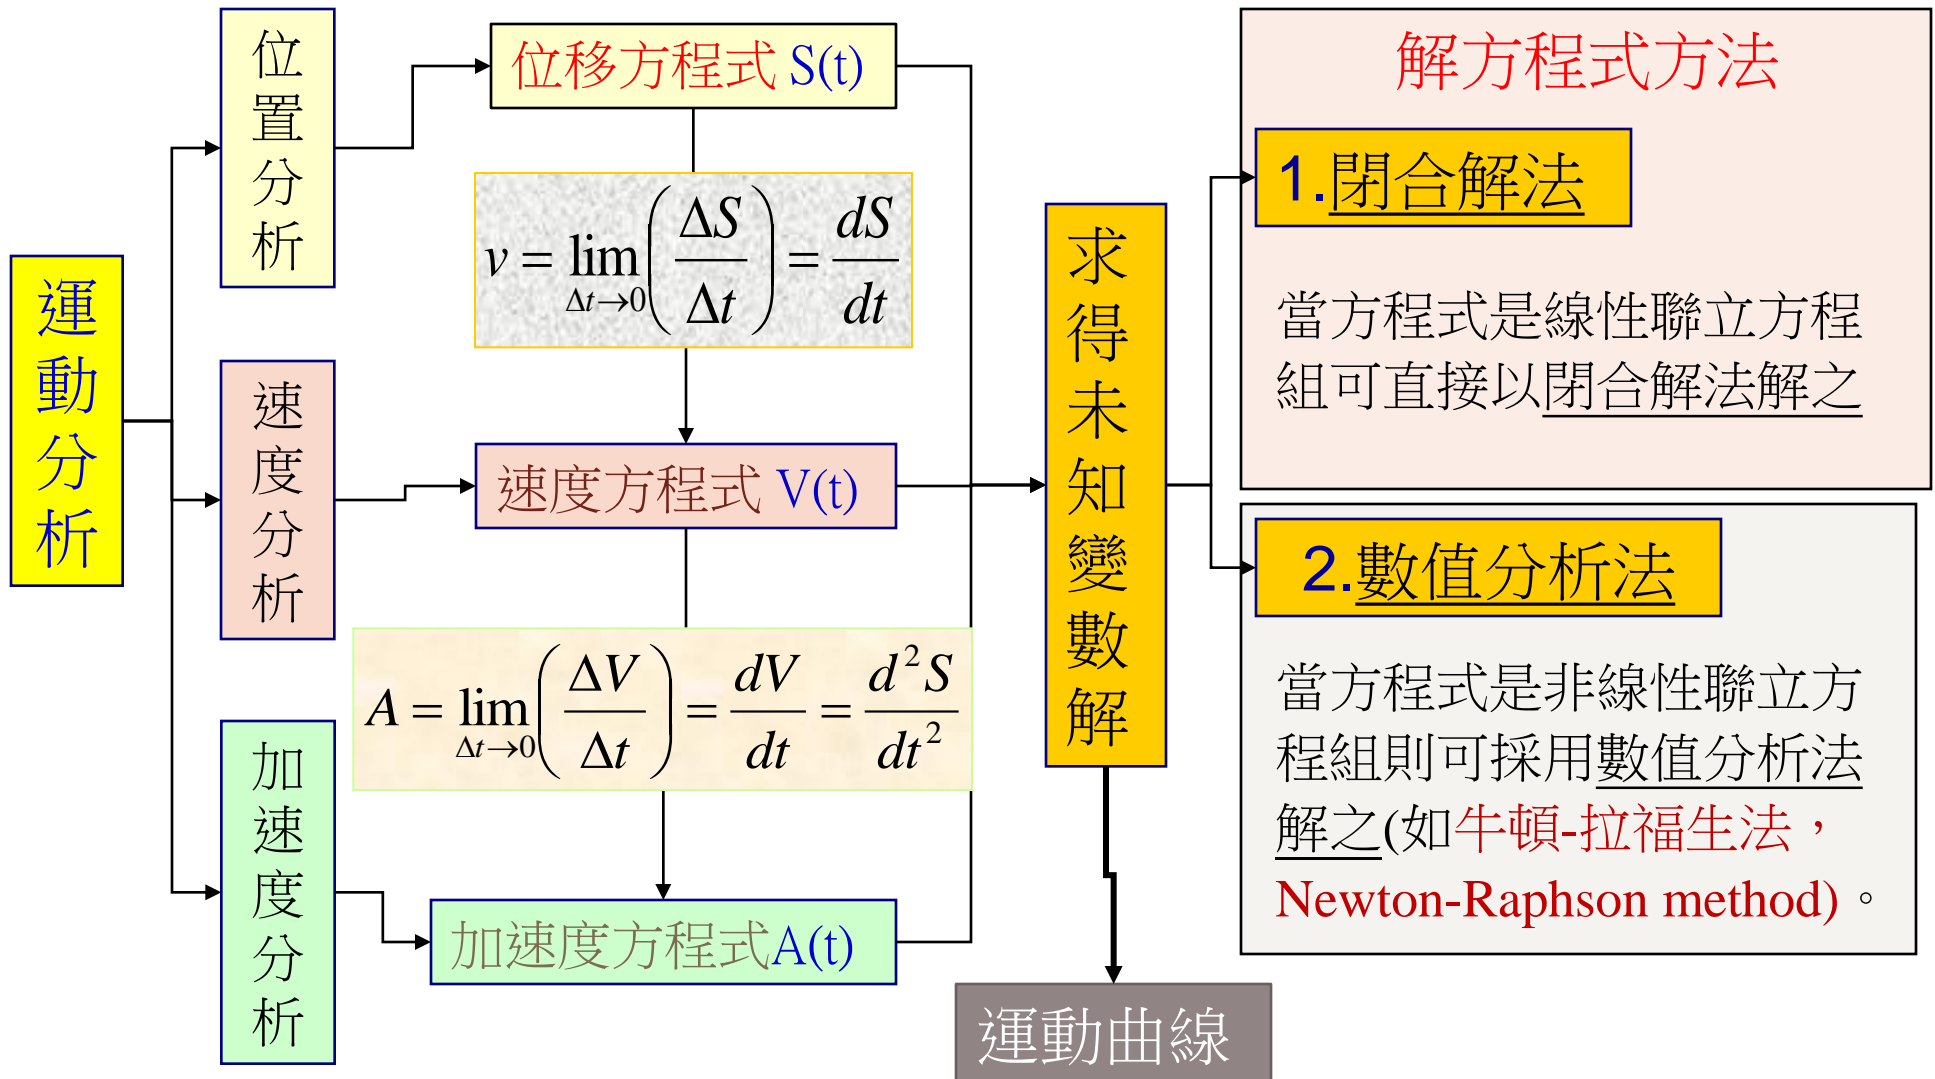 運動分析
位置分析
位移方程式 S(t)
v = lim_{Δt→0}(ΔS/Δt) = dS/dt
速度分析
速度方程式 V(t)
A = lim_{Δt→0}(ΔV/Δt) = dV/dt = d²S/dt²
加速度分析
加速度方程式A(t)
求得未知變數解
運動曲線
解方程式方法
1.閉合解法
當方程式是線性聯立方程
組可直接以閉合解法解之
2.數值分析法
當方程式是非線性聯立方
程組則可採用數值分析法
解之(如牛頓-拉福生法，
Newton-Raphson method)。